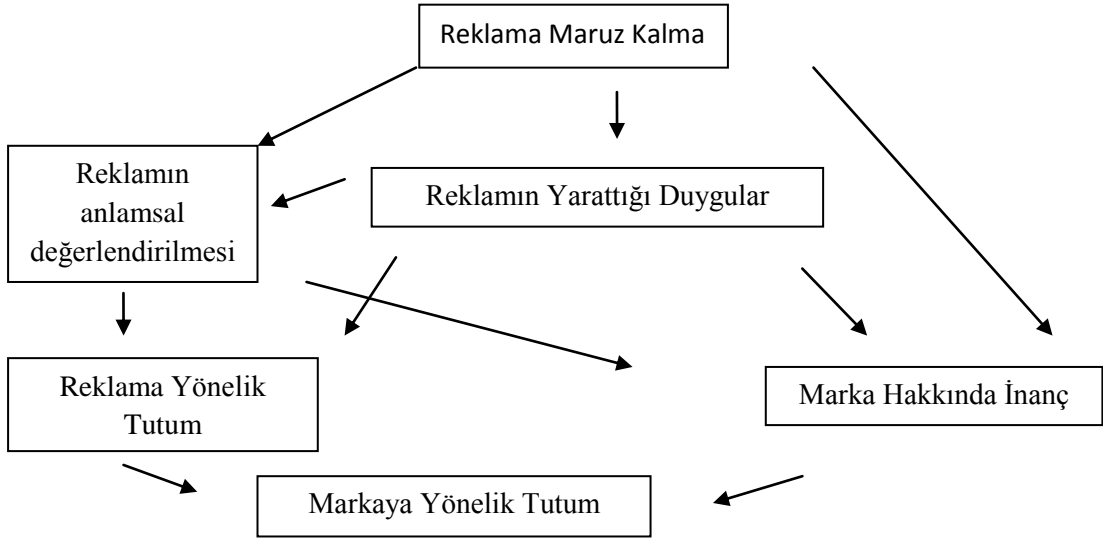 Reklama Maruz Kalma
Reklamın
anlamsal
değerlendirilmesi
Reklamın Yarattığı Duygular
Reklama Yönelik
Tutum
Marka Hakkında İnanç
Markaya Yönelik Tutum